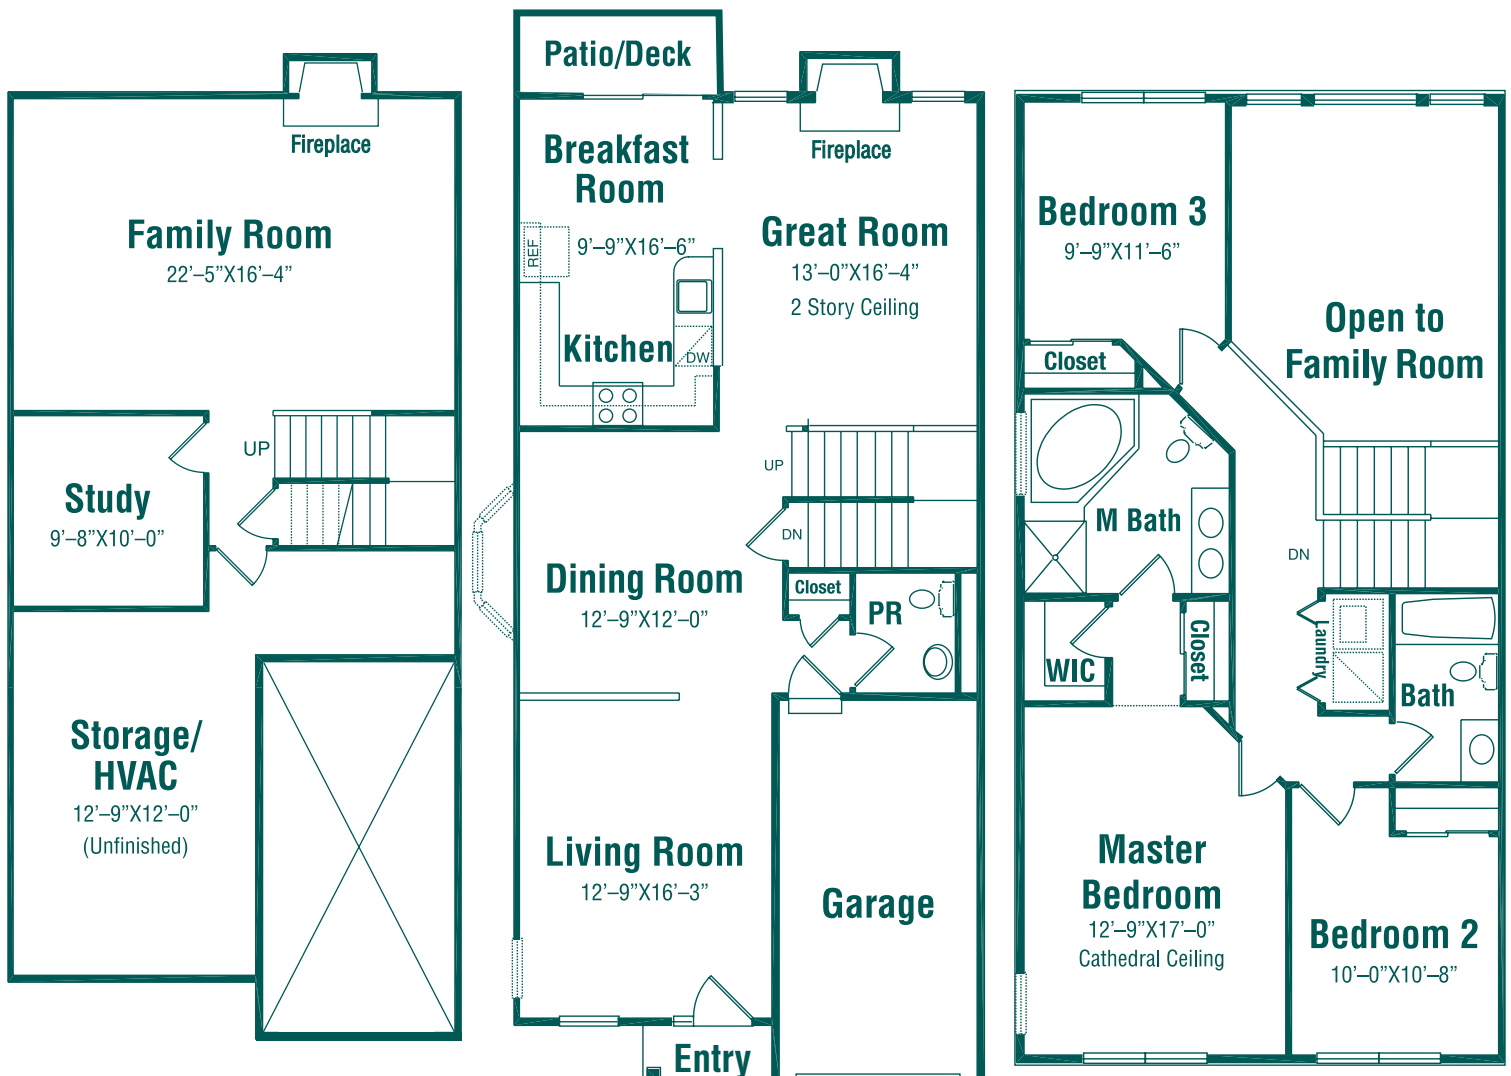 Fireplace
Family Room
22’–5”X16’–4”
UP
Study
9’–8”X10’–0”
Storage/
HVAC
12’–9”X12’–0”
(Unfinished)
Patio/Deck
Breakfast
Room
9’–9”X16’–6”
REF
Kitchen
DW
Fireplace
Great Room
13’–0”X16’–4”
2 Story Ceiling
UP
DN
Dining Room
12’–9”X12’–0”
Closet
PR
Living Room
12’–9”X16’–3”
Garage
Entry
Bedroom 3
9’–9”X11’–6”
Closet
Open to
Family Room
M Bath
DN
WIC
Closet
Laundry
Bath
Master
Bedroom
12’–9”X17’–0”
Cathedral Ceiling
Bedroom 2
10’–0”X10’–8”